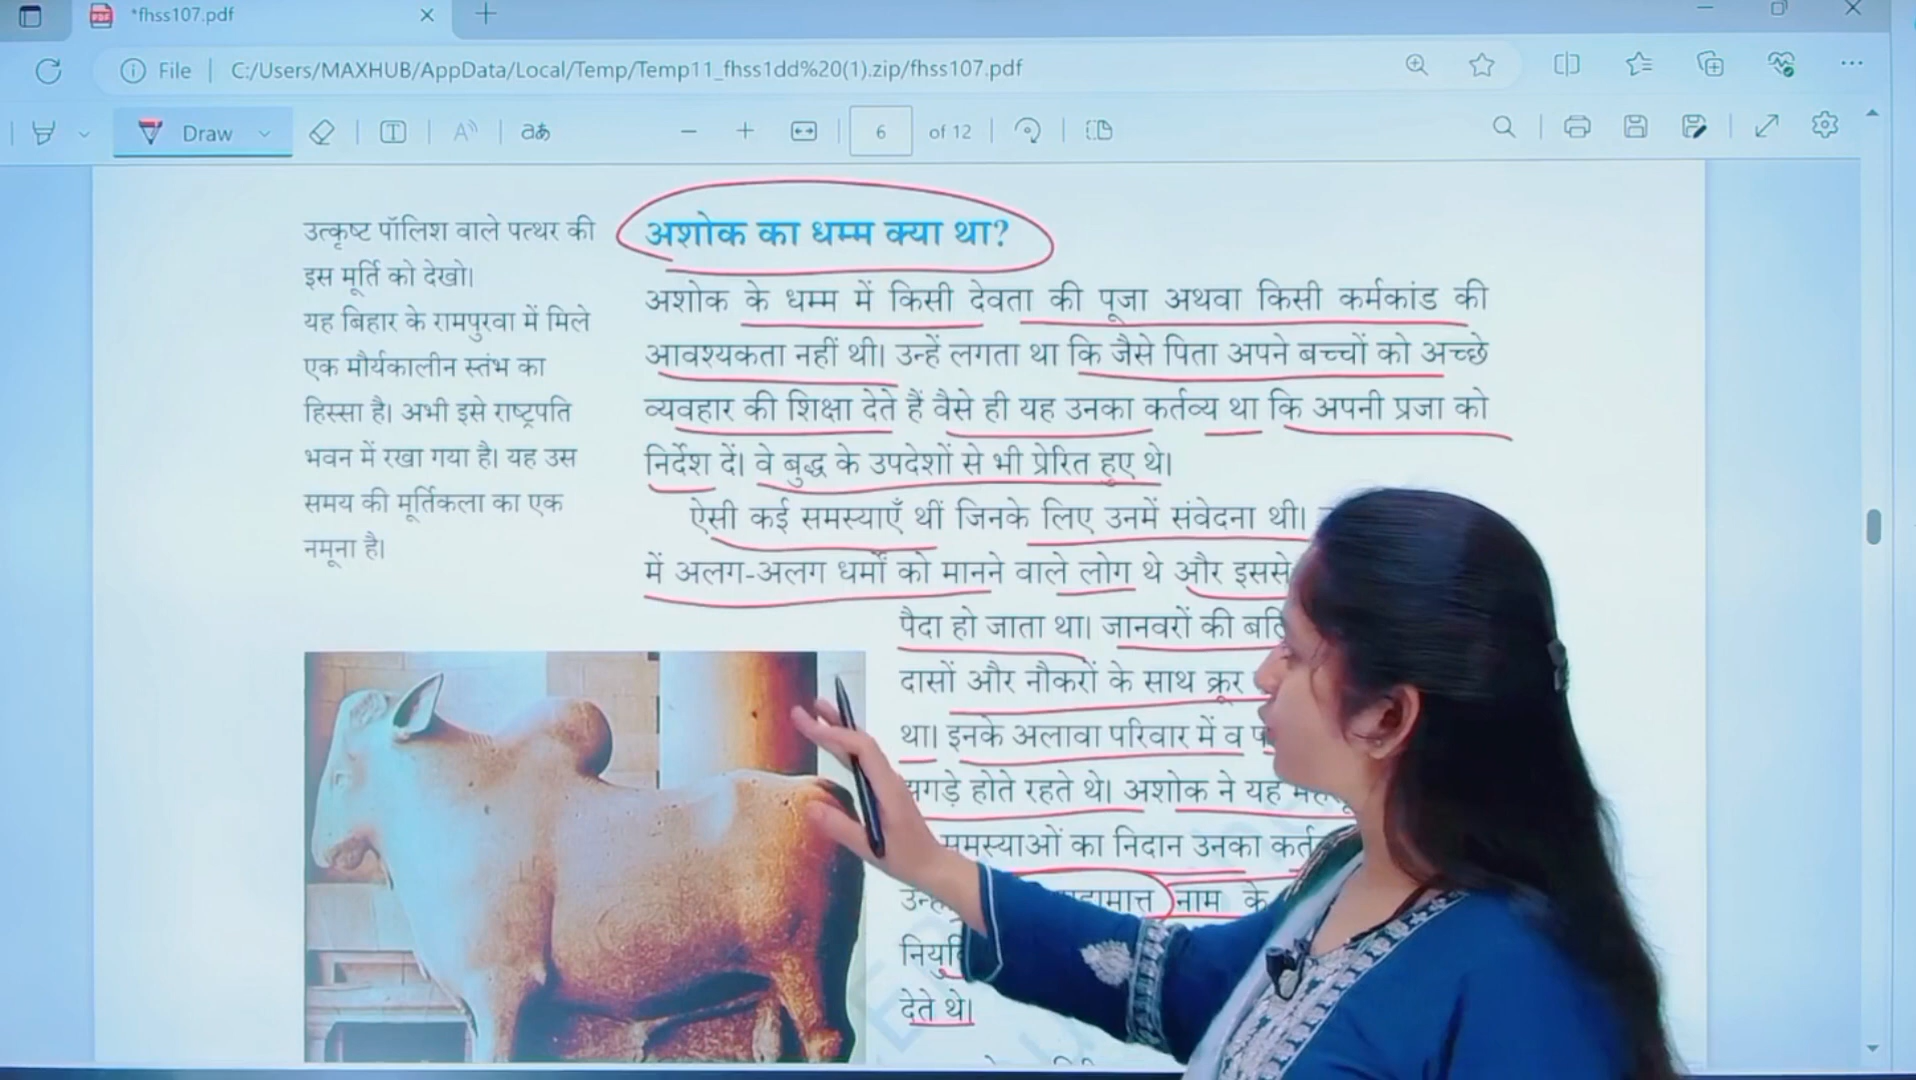 *fhss107.pdf
File
C:/Users/MAXHUB/AppData/Local/Temp/Temp11_fhss1dd%20(1).zip/fhss107.pdf
Draw
6 of 12
उत्कृष्ट पॉलिश वाले पत्थर की
इस मूर्ति को देखो।
यह बिहार के रामपुरवा में मिले
एक मौर्यकालीन स्तंभ का
हिस्सा है। अभी इसे राष्ट्रपति
भवन में रखा गया है। यह उस
समय की मूर्तिकला का एक
नमूना है।
अशोक का धम्म क्या था?
अशोक के धम्म में किसी देवता की पूजा अथवा किसी कर्मकांड की
आवश्यकता नहीं थी। उन्हें लगता था कि जैसे पिता अपने बच्चों को अच्छे
व्यवहार की शिक्षा देते हैं वैसे ही यह उनका कर्तव्य था कि अपनी प्रजा को
निर्देश दें। वे बुद्ध के उपदेशों से भी प्रेरित हुए थे।
ऐसी कई समस्याएँ थीं जिनके लिए उनमें संवेदना थी।
में अलग-अलग धर्मों को मानने वाले लोग थे और इससे
पैदा हो जाता था। जानवरों की
दासों और नौकरों के साथ क्रूर
था। इनके अलावा परिवार में व
झगड़े होते रहते थे। अशोक ने यह
समस्याओं का निदान उनका
नाम के
देते थे।